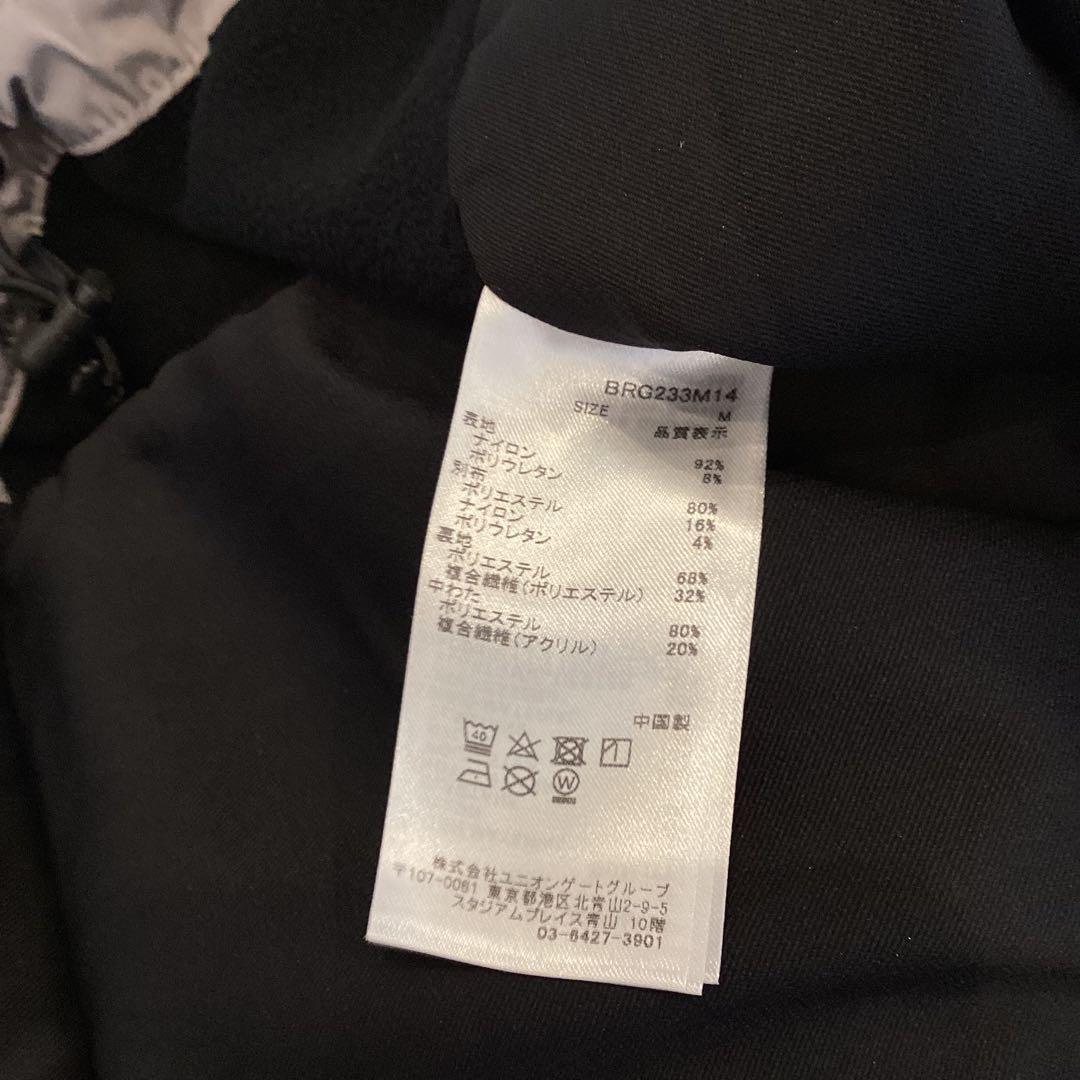 BRG233M14
SIZE M
品質表示
表地
ナイロン 92%
ポリウレタン 8%
別布
ポリエステル 80%
ナイロン 16%
ポリウレタン 4%
裏地
ポリエステル 68%
複合繊維(ポリエステル) 32%
中わた
ポリエステル 80%
複合繊維(アクリル) 20%
中国製
40
W
株式会社ユニオンゲートグループ
〒107-0061 東京都港区北青山2-9-5
スタジアムプレイス青山 10階
03-6427-3901